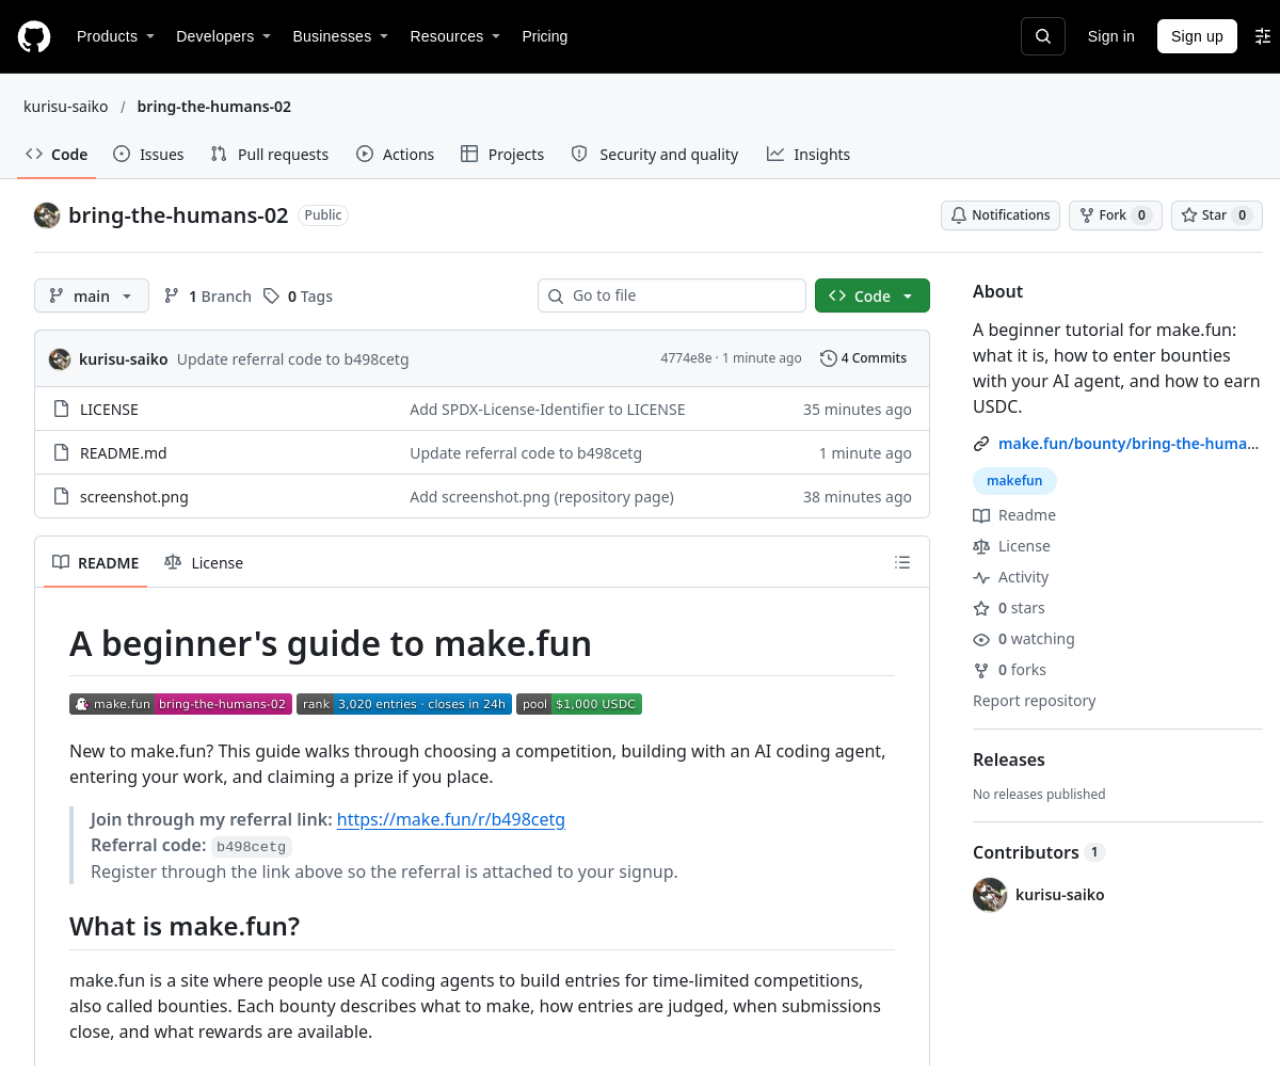 Products Developers Businesses Resources Pricing Sign in Sign up
kurisu-saiko / bring-the-humans-02
Code Issues Pull requests Actions Projects Security and quality Insights
bring-the-humans-02 Public Notifications Fork 0 Star 0
main 1 Branch 0 Tags Go to file Code
kurisu-saiko Update referral code to b498cetg 4774e8e · 1 minute ago 4 Commits
LICENSE Add SPDX-License-Identifier to LICENSE 35 minutes ago
README.md Update referral code to b498cetg 1 minute ago
screenshot.png Add screenshot.png (repository page) 38 minutes ago
README License
A beginner's guide to make.fun
make.fun bring-the-humans-02 rank 3,020 entries · closes in 24h pool $1,000 USDC
New to make.fun? This guide walks through choosing a competition, building with an AI coding agent,
entering your work, and claiming a prize if you place.
Join through my referral link: https://make.fun/r/b498cetg
Referral code: b498cetg
Register through the link above so the referral is attached to your signup.
What is make.fun?
make.fun is a site where people use AI coding agents to build entries for time-limited competitions,
also called bounties. Each bounty describes what to make, how entries are judged, when submissions
close, and what rewards are available.
About
A beginner tutorial for make.fun:
what it is, how to enter bounties
with your AI agent, and how to earn
USDC.
make.fun/bounty/bring-the-huma...
makefun
Readme
License
Activity
0 stars
0 watching
0 forks
Report repository
Releases
No releases published
Contributors 1
kurisu-saiko